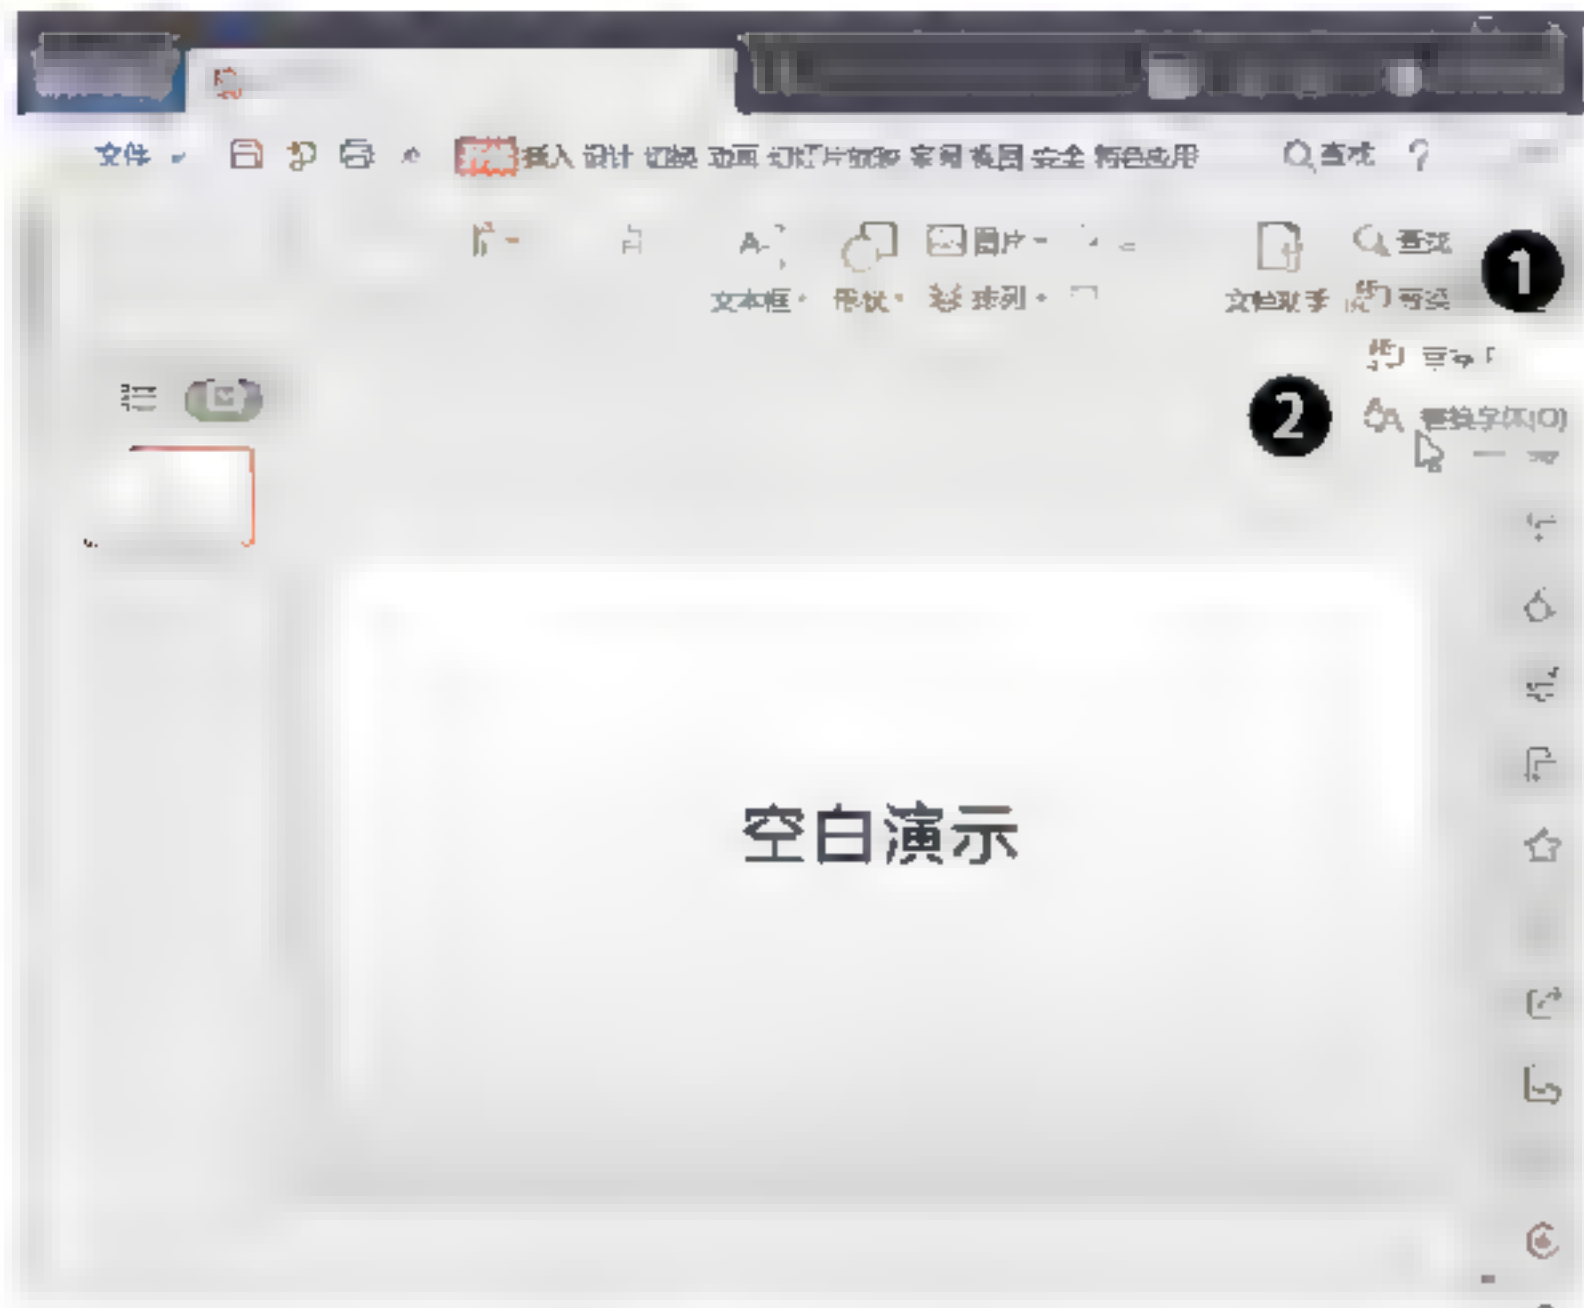 文件 插入 设计 切换 动画 幻灯片放映 审阅 视图 安全 特色应用 查找 ?
图片 查找 1
文本框 形状 排列 文档助手 替换
2 替换字体(O)
空白演示